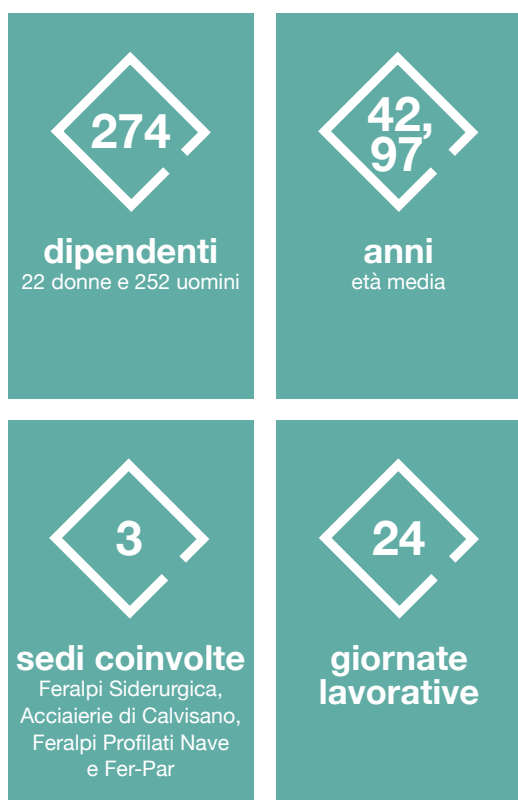 274
dipendenti
22 donne e 252 uomini
42,
97
anni
età media
3
sedi coinvolte
Feralpi Siderurgica,
Acciaierie di Calvisano,
Feralpi Profilati Nave
e Fer-Par
24
giornate
lavorative